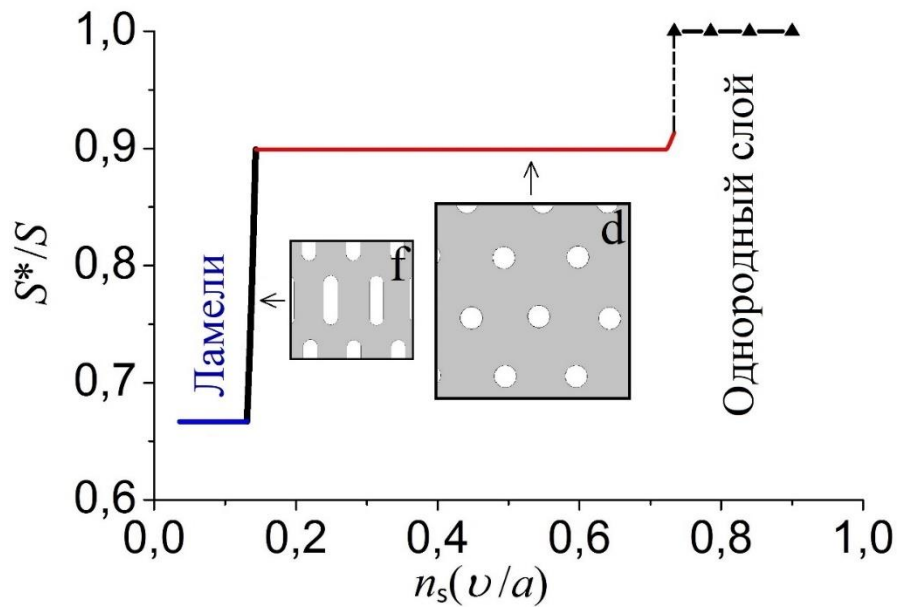 1,0
0,9
0,8
0,7
0,6
S*/S
Ламели
f
d
Однородный слой
0,0 0,2 0,4 0,6 0,8 1,0
nₛ(υ/a)